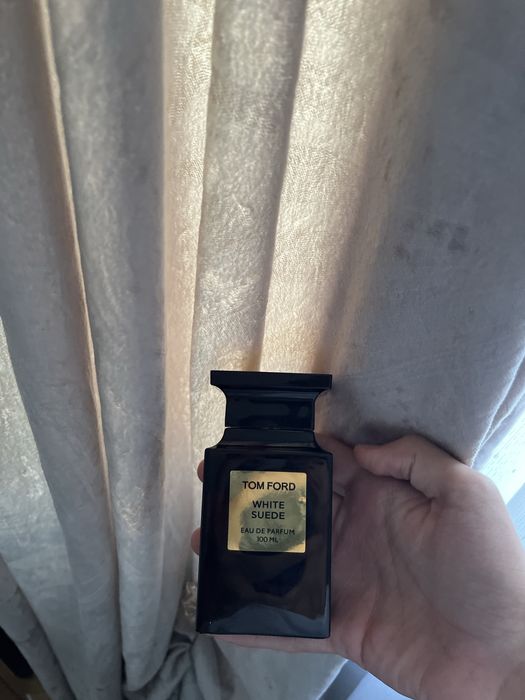 TOM FORD
WHITE
SUEDE
EAU DE PARFUM
100 ML